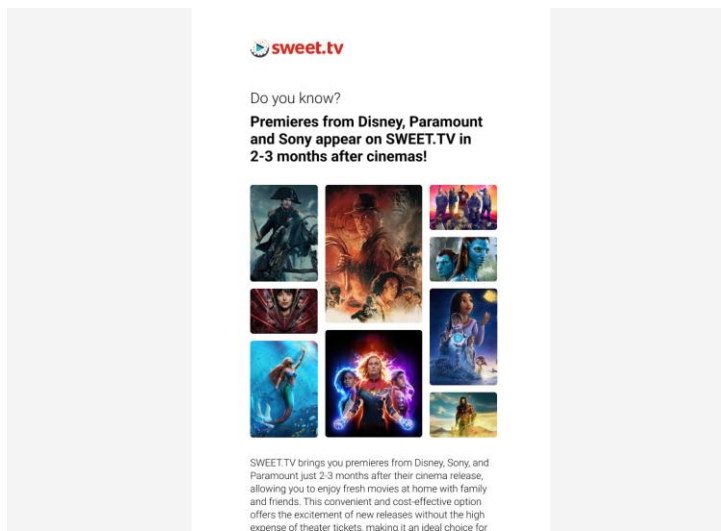 sweet.tv
Do you know?
Premieres from Disney, Paramount
and Sony appear on SWEET.TV in
2-3 months after cinemas!
SWEET.TV brings you premieres from Disney, Sony, and
Paramount just 2-3 months after their cinema release,
allowing you to enjoy fresh movies at home with family
and friends. This convenient and cost-effective option
offers the excitement of new releases without the high
expense of theater tickets, making it an ideal choice for